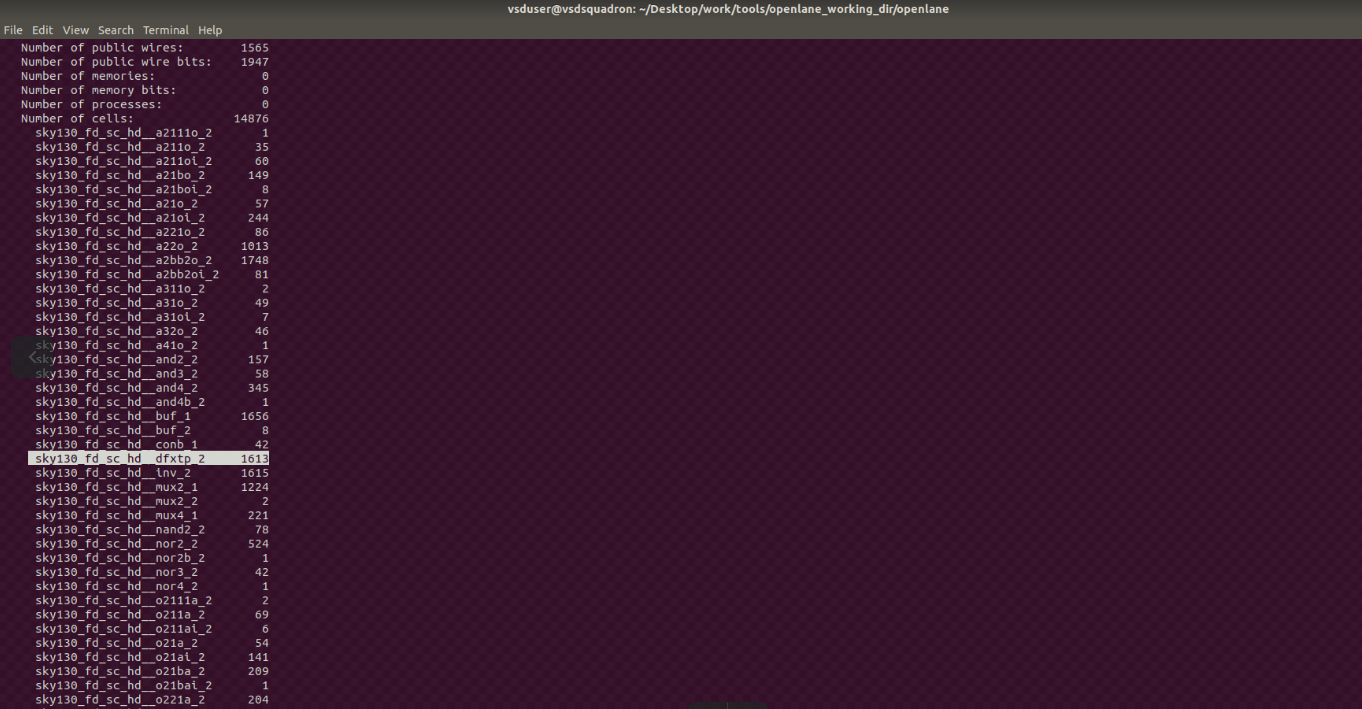 vsduser@vsdsquadron: ~/Desktop/work/tools/openlane_working_dir/openlane
File Edit View Search Terminal Help
Number of public wires: 1565
Number of public wire bits: 1947
Number of memories: 0
Number of memory bits: 0
Number of processes: 0
Number of cells: 14876
sky130_fd_sc_hd__a2111o_2 1
sky130_fd_sc_hd__a211o_2 35
sky130_fd_sc_hd__a211oi_2 60
sky130_fd_sc_hd__a21bo_2 149
sky130_fd_sc_hd__a21boi_2 8
sky130_fd_sc_hd__a21o_2 57
sky130_fd_sc_hd__a21oi_2 244
sky130_fd_sc_hd__a221o_2 86
sky130_fd_sc_hd__a22o_2 1013
sky130_fd_sc_hd__a2bb2o_2 1748
sky130_fd_sc_hd__a2bb2oi_2 81
sky130_fd_sc_hd__a311o_2 2
sky130_fd_sc_hd__a31o_2 49
sky130_fd_sc_hd__a31oi_2 7
sky130_fd_sc_hd__a32o_2 46
sky130_fd_sc_hd__a41o_2 1
sky130_fd_sc_hd__and2_2 157
sky130_fd_sc_hd__and3_2 58
sky130_fd_sc_hd__and4_2 345
sky130_fd_sc_hd__and4b_2 1
sky130_fd_sc_hd__buf_1 1656
sky130_fd_sc_hd__buf_2 8
sky130_fd_sc_hd__conb_1 42
sky130_fd_sc_hd__dfxtp_2 1613
sky130_fd_sc_hd__inv_2 1615
sky130_fd_sc_hd__mux2_1 1224
sky130_fd_sc_hd__mux2_2 2
sky130_fd_sc_hd__mux4_1 221
sky130_fd_sc_hd__nand2_2 78
sky130_fd_sc_hd__nor2_2 524
sky130_fd_sc_hd__nor2b_2 1
sky130_fd_sc_hd__nor3_2 42
sky130_fd_sc_hd__nor4_2 1
sky130_fd_sc_hd__o2111a_2 2
sky130_fd_sc_hd__o211a_2 69
sky130_fd_sc_hd__o211ai_2 6
sky130_fd_sc_hd__o21a_2 54
sky130_fd_sc_hd__o21ai_2 141
sky130_fd_sc_hd__o21ba_2 209
sky130_fd_sc_hd__o21bai_2 1
sky130_fd_sc_hd__o221a_2 204